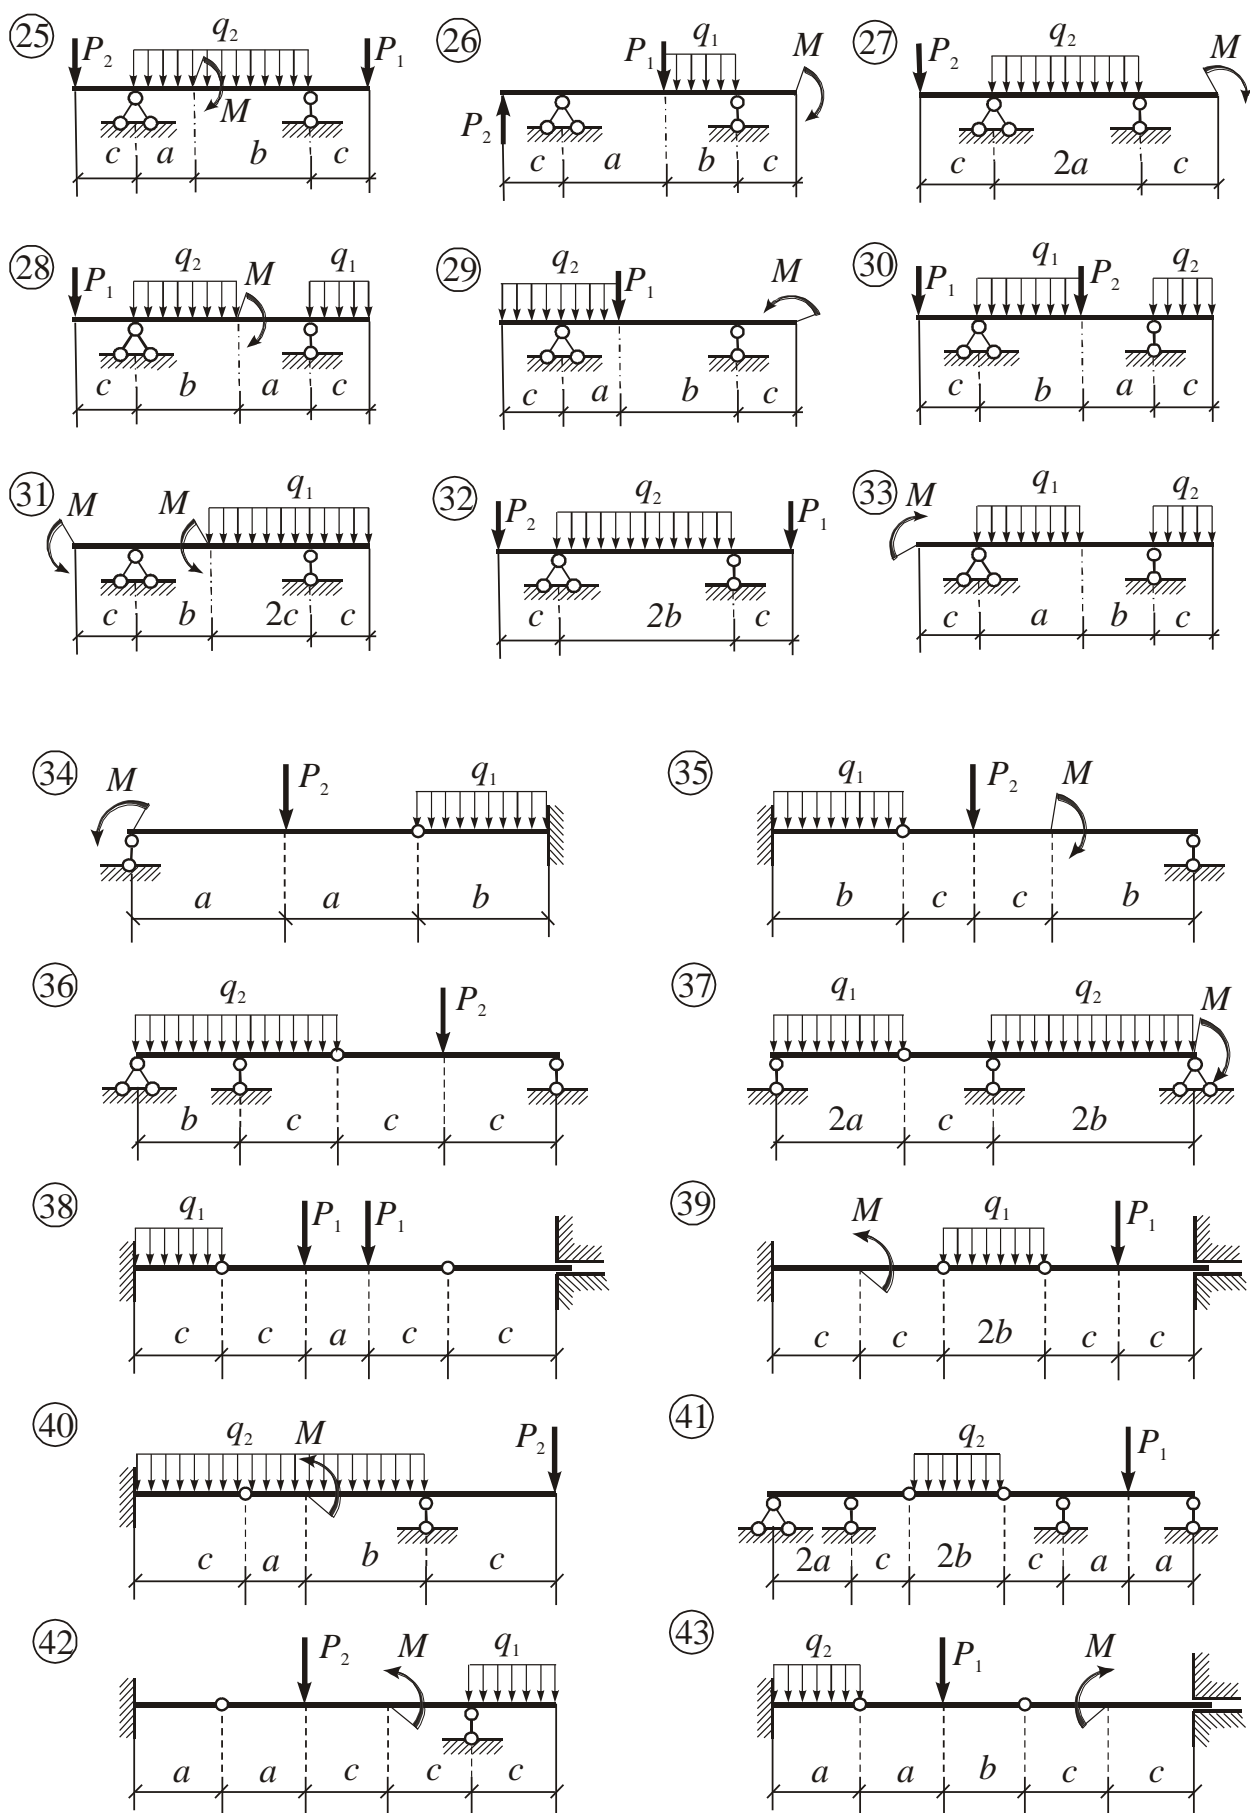 25 P₂ q₂ M P₁
c a b c
26 P₂ P₁ q₁ M
c a b c
27 P₂ q₂ M
c 2a c
28 P₁ q₂ M q₁
c b a c
29 q₂ P₁ M
c a b c
30 P₁ q₁ P₂ q₂
c b a c
31 M M q₁
c b 2c c
32 P₂ q₂ P₁
c 2b c
33 M q₁ q₂
c a b c
34 M P₂ q₁
a a b
35 q₁ P₂ M
b c c b
36 q₂ P₂
b c c c
37 q₁ q₂ M
2a c 2b
38 q₁ P₁ P₁
c c a c c
39 M q₁ P₁
c c 2b c c
40 q₂ M P₂
c a b c
41 q₂ P₁
2a c 2b c a a
42 P₂ M q₁
a a c c c
43 q₂ P₁ M
a a b c c